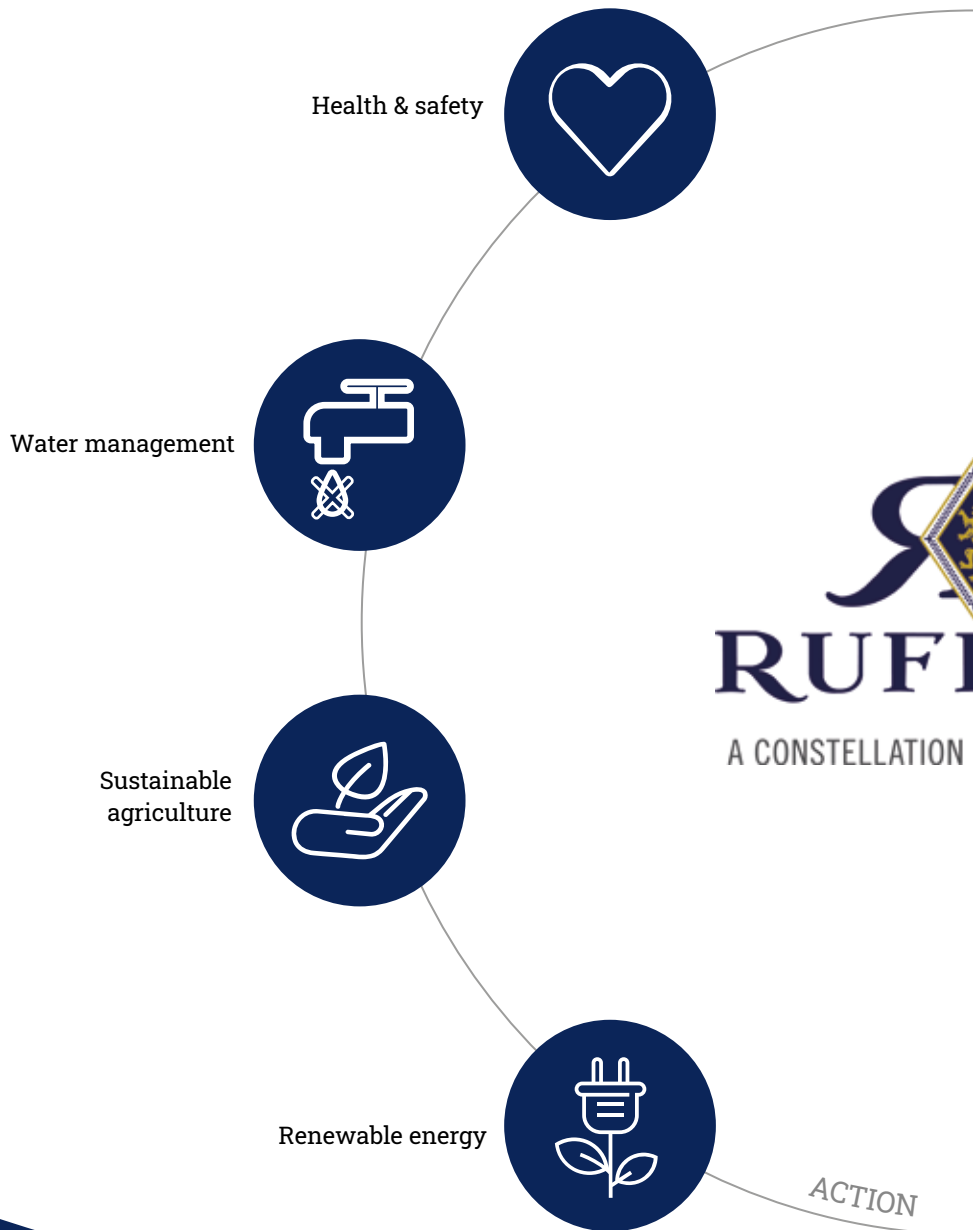 Health & safety
Water management
RUF
A CONSTELLATION
Sustainable
agriculture
Renewable energy
ACTION